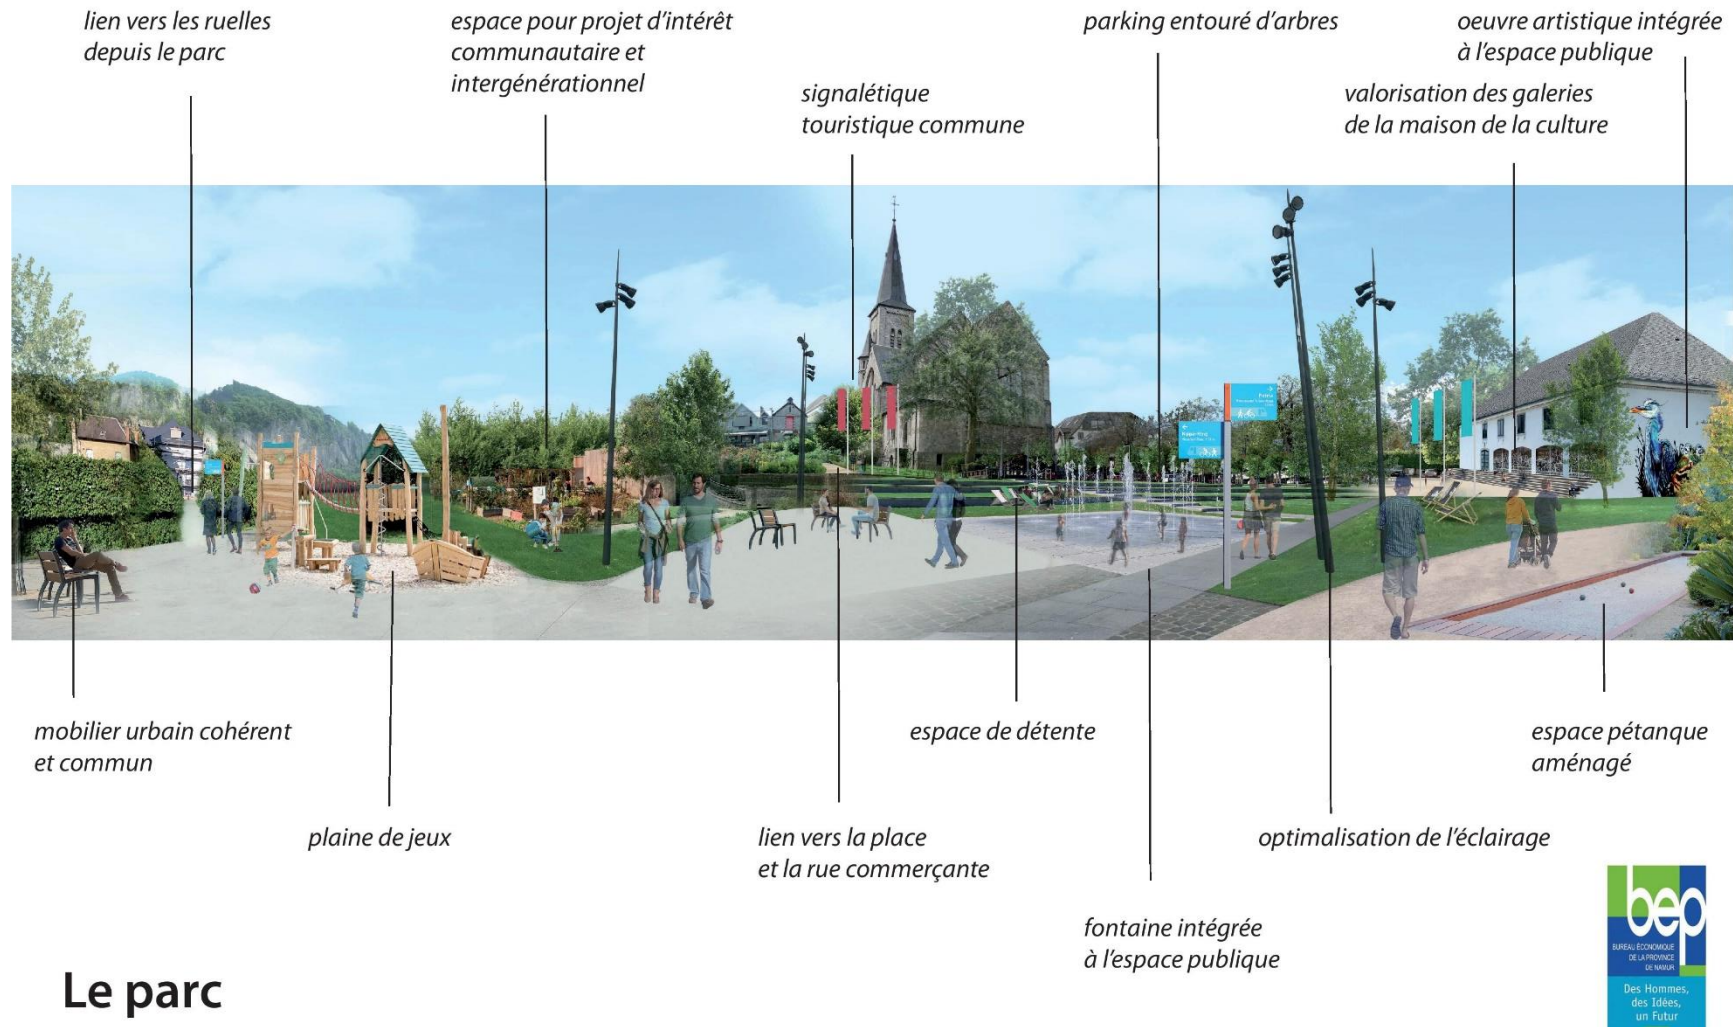 lien vers les ruelles
depuis le parc
espace pour projet d'intérêt
communautaire et
intergénérationnel
signalétique
touristique commune
parking entouré d'arbres
oeuvre artistique intégrée
à l'espace publique
valorisation des galeries
de la maison de la culture
mobilier urbain cohérent
et commun
plaine de jeux
lien vers la place
et la rue commerçante
espace de détente
fontaine intégrée
à l'espace publique
optimalisation de l'éclairage
espace pétanque
aménagé
Le parc
bep
BUREAU ÉCONOMIQUE
DE LA PROVINCE
DE NAMUR
Des Hommes,
des Idées,
un Futur